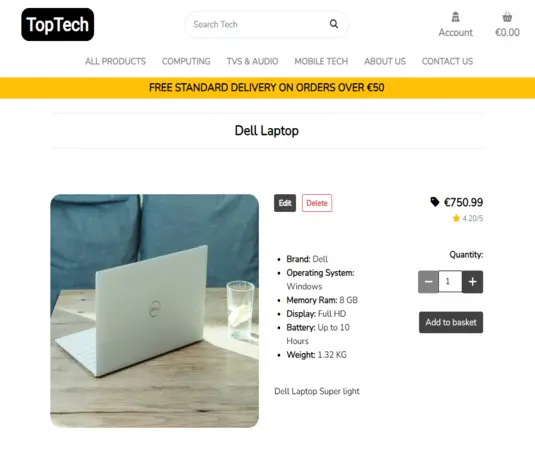 TopTech
Search Tech
Account
€0.00
ALL PRODUCTS COMPUTING TVS & AUDIO MOBILE TECH ABOUT US CONTACT US
FREE STANDARD DELIVERY ON ORDERS OVER €50
Dell Laptop
Edit Delete
€750.99
4.20/5
Brand: Dell
Operating System:
Windows
Memory Ram: 8 GB
Display: Full HD
Battery: Up to 10
Hours
Weight: 1.32 KG
Dell Laptop Super light
Quantity:
− 1 +
Add to basket